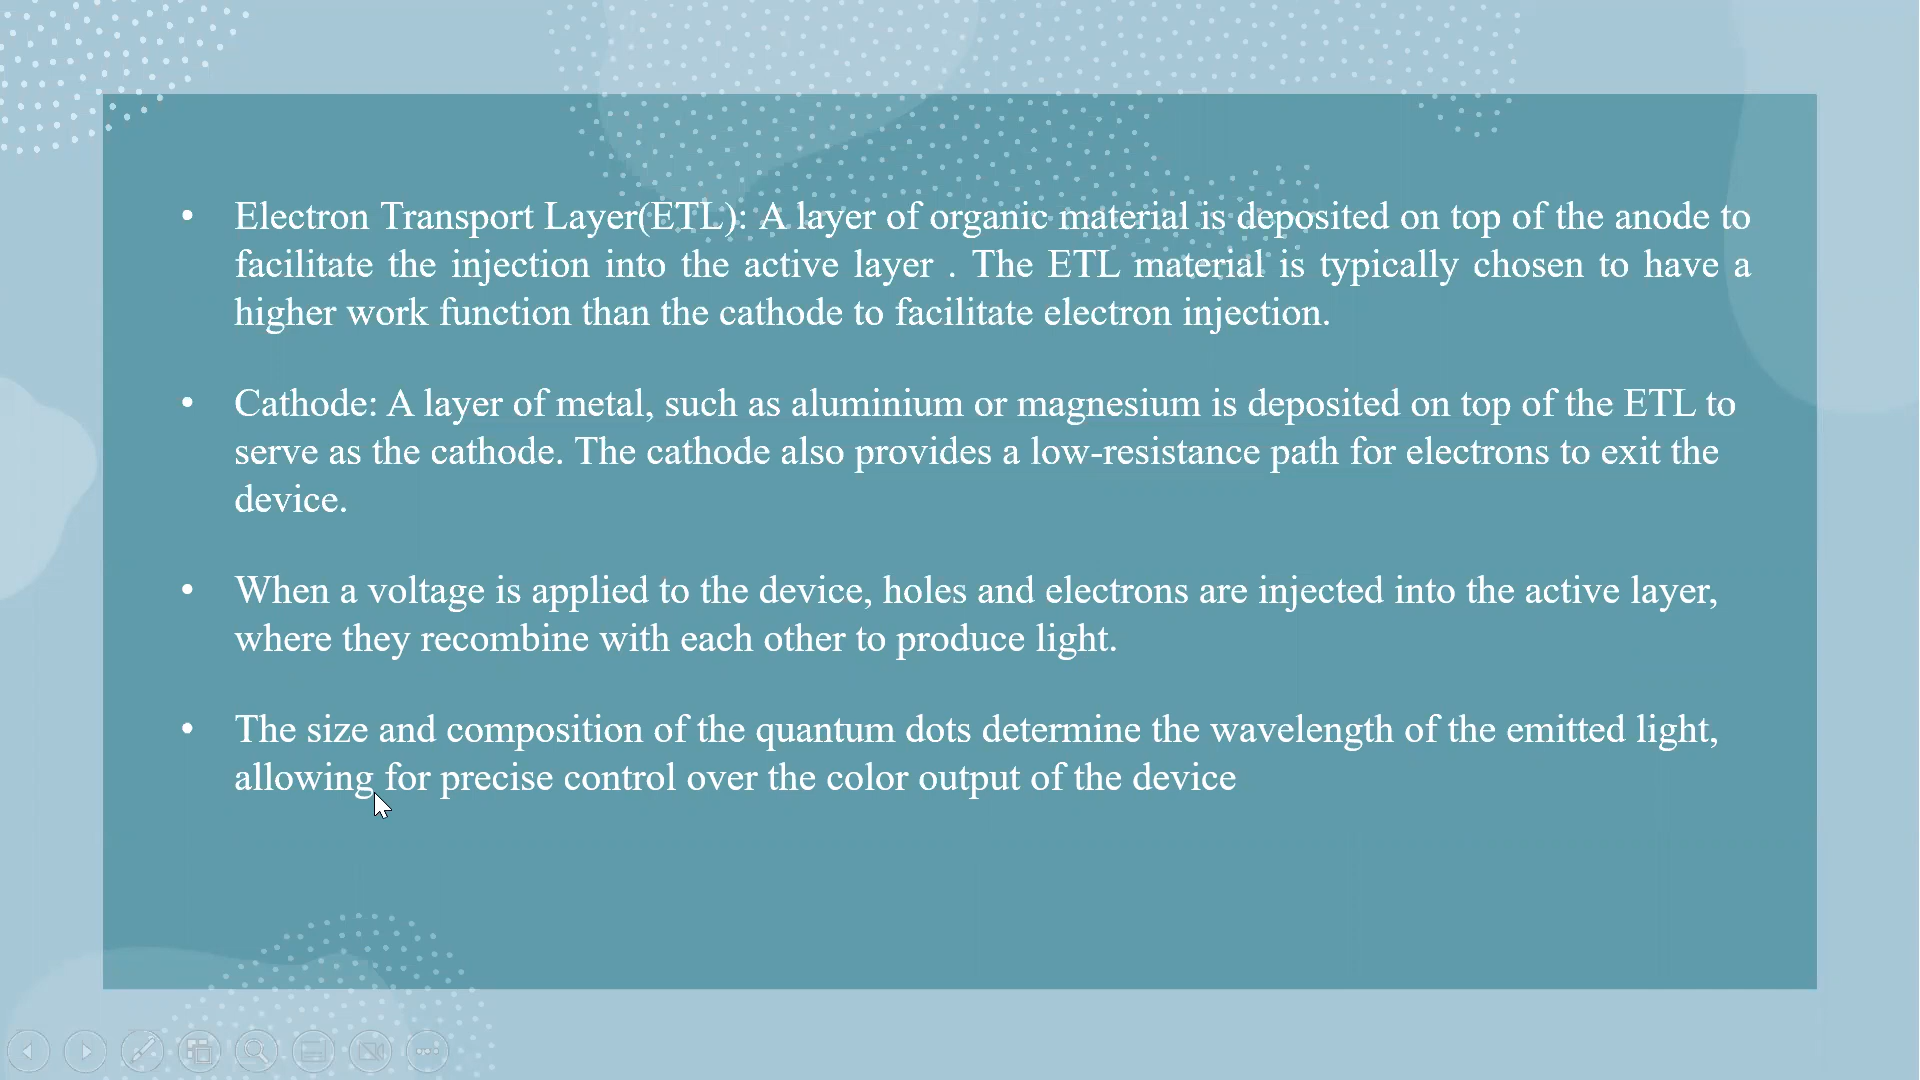 • Electron Transport Layer(ETL): A layer of organic material is deposited on top of the anode to
facilitate the injection into the active layer . The ETL material is typically chosen to have a
higher work function than the cathode to facilitate electron injection.
• Cathode: A layer of metal, such as aluminium or magnesium is deposited on top of the ETL to
serve as the cathode. The cathode also provides a low-resistance path for electrons to exit the
device.
• When a voltage is applied to the device, holes and electrons are injected into the active layer,
where they recombine with each other to produce light.
• The size and composition of the quantum dots determine the wavelength of the emitted light,
allowing for precise control over the color output of the device